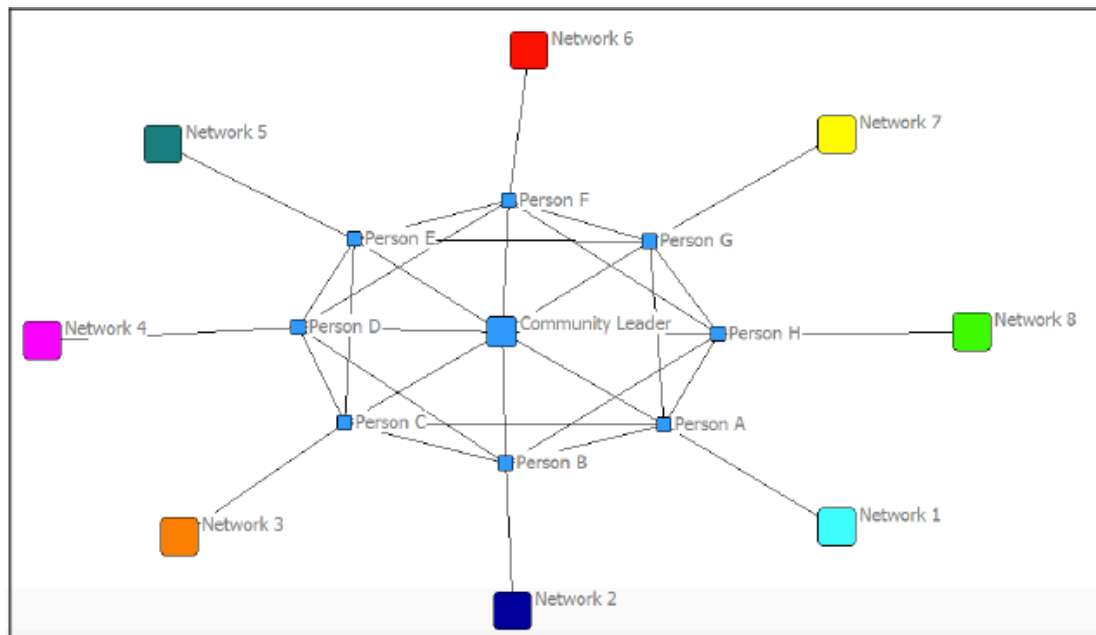 Network 6
Network 7
Network 5
Person F
Person E
Person G
Network 4
Person D
Community Leader
Person H
Network 8
Person C
Person A
Person B
Network 3
Network 1
Network 2